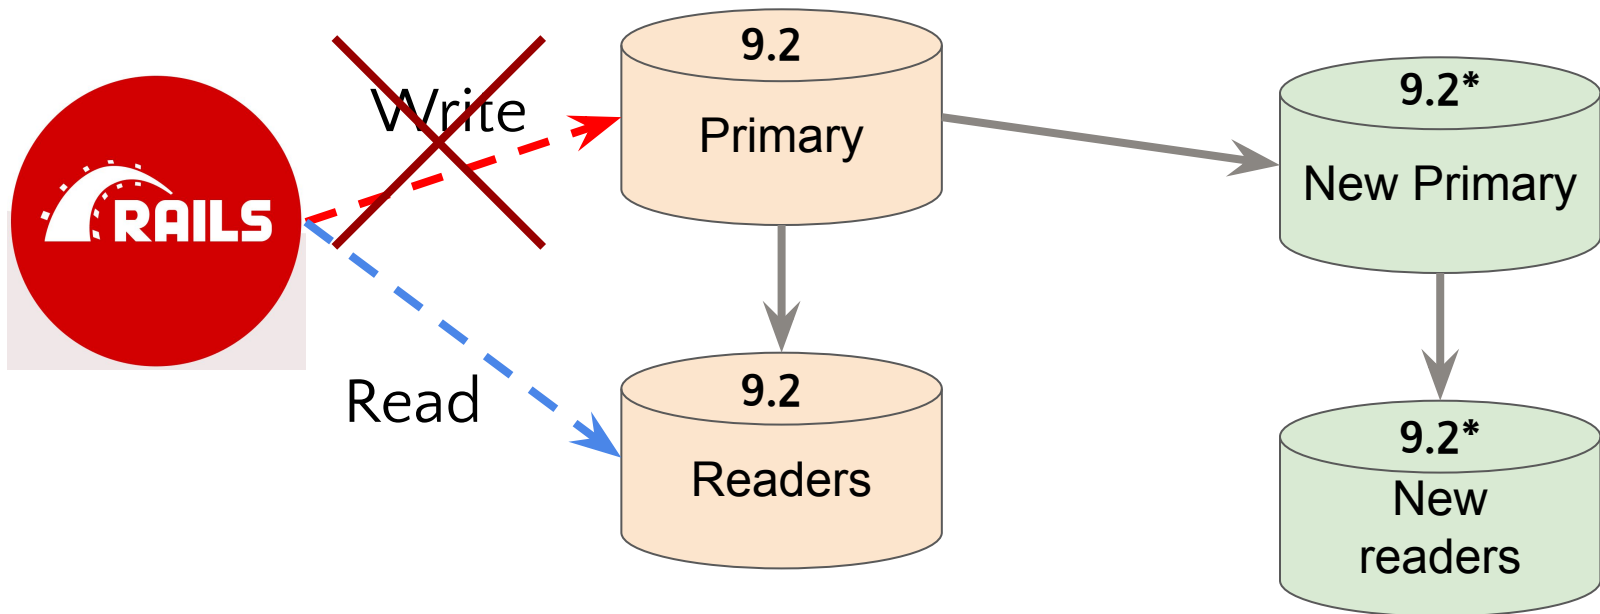 RAILS
Write
Read
9.2
Primary
9.2
Readers
9.2*
New Primary
9.2*
New
readers